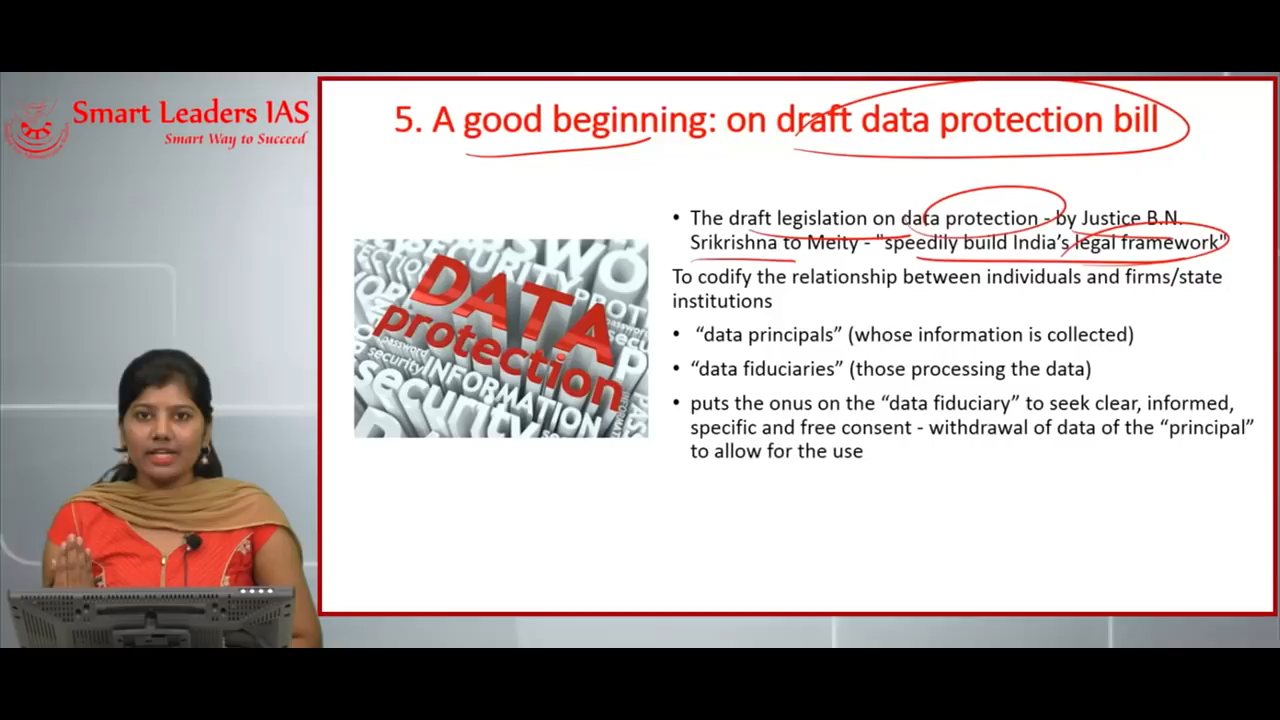 Smart Leaders IAS
Smart Way to Succeed
5. A good beginning: on draft data protection bill
• The draft legislation on data protection - by Justice B.N.
Srikrishna to Meity - "speedily build India’s legal framework"
To codify the relationship between individuals and firms/state
institutions
• “data principals” (whose information is collected)
• “data fiduciaries” (those processing the data)
• puts the onus on the “data fiduciary” to seek clear, informed,
specific and free consent - withdrawal of data of the “principal”
to allow for the use
DATA
protection
SECURITY
password
security
INFORMATION
security